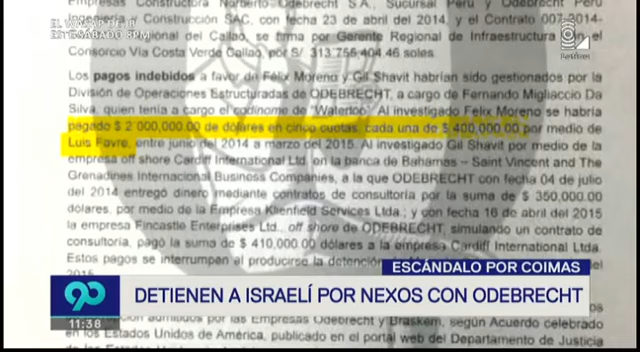 Empresas Constructora Norberto Odebrecht S.A., Sucursal Perú y Odebrecht Perú
Construcción SAC, con fecha 23 de abril del 2014, y el Contrato 007-2014-
Regional del Callao, se firma por Gerente Regional de Infraestructura con el
Consorcio Vía Costa Verde Callao, por S/ 313 756 404.46 soles.
Los pagos indebidos a favor de Félix Moreno y Gil Shavit habrían sido gestionados por la
División de Operaciones Estructuradas de ODEBRECHT, a cargo de Fernando Migliaccio Da
Silva, quien tenía a cargo el codinome de "Waterloo". Al investigado Felix Moreno se habría
pagado $ 2'000,000.00 de dólares en cinco cuotas, cada una de $ 400,000.00 por medio de
Luis Favre, entre junio del 2014 a marzo del 2015. Al investigado Gil Shavit por medio de la
empresa off shore Cardiff International Ltd. en la banca de Bahamas – Saint Vincent and The
Grenadines Internacional Business Companies, a la que ODEBRECHT con fecha 04 de julio
del 2014 entregó dinero mediante contratos de consultoría por la suma de $ 350,000.00
dólares, por medio de la Empresa Klienfield Services Ltda.; y con fecha 16 de abril del 2015
la empresa Fincastle Enterprises Ltd., off shore de ODEBRECHT, simulando un contrato de
consultoría, pagó la suma de $ 410,000.00 dólares a la empresa Cardiff International Ltda.
Estos pagos se interrumpen al producirse la detención
2015.
ESCÁNDALO POR COIMAS
90
DETIENEN A ISRAELÍ POR NEXOS CON ODEBRECHT
11:38
admitidos por las Empresas Odebrecht y Braskem, según Acuerdo celebrado
en los Estados Unidos de América, publicado en el portal web del Departamento de Justicia